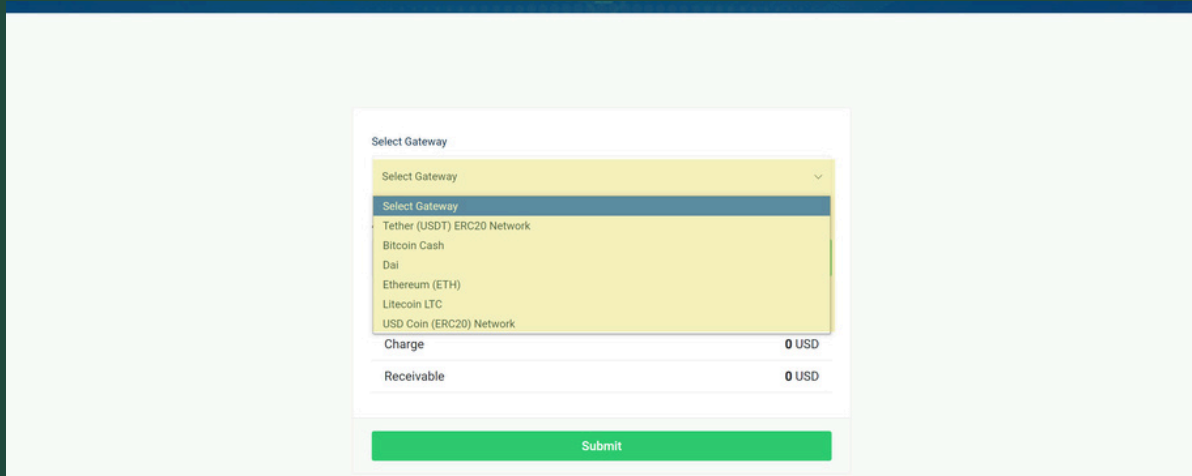 Select Gateway
Select Gateway
Select Gateway
Tether (USDT) ERC20 Network
Bitcoin Cash
Dai
Ethereum (ETH)
Litecoin LTC
USD Coin (ERC20) Network
Charge 0 USD
Receivable 0 USD
Submit